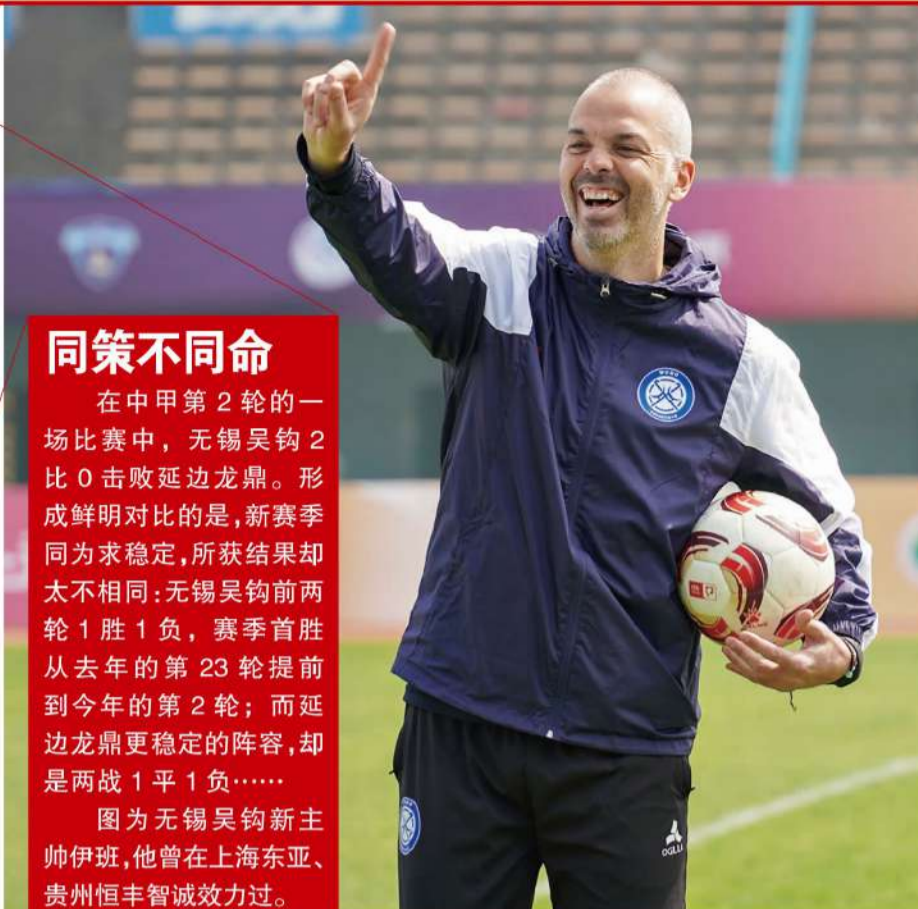 同策不同命
在中甲第 2 轮的一
场比赛中，无锡吴钩 2
比 0 击败延边龙鼎。形
成鲜明对比的是，新赛季
同为求稳定，所获结果却
太不相同：无锡吴钩前两
轮 1 胜 1 负，赛季首胜
从去年的第 23 轮提前
到今年的第 2 轮；而延
边龙鼎更稳定的阵容，却
是两战 1 平 1 负……
图为无锡吴钩新主
帅伊班，他曾在上海东亚、
贵州恒丰智诚效力过。